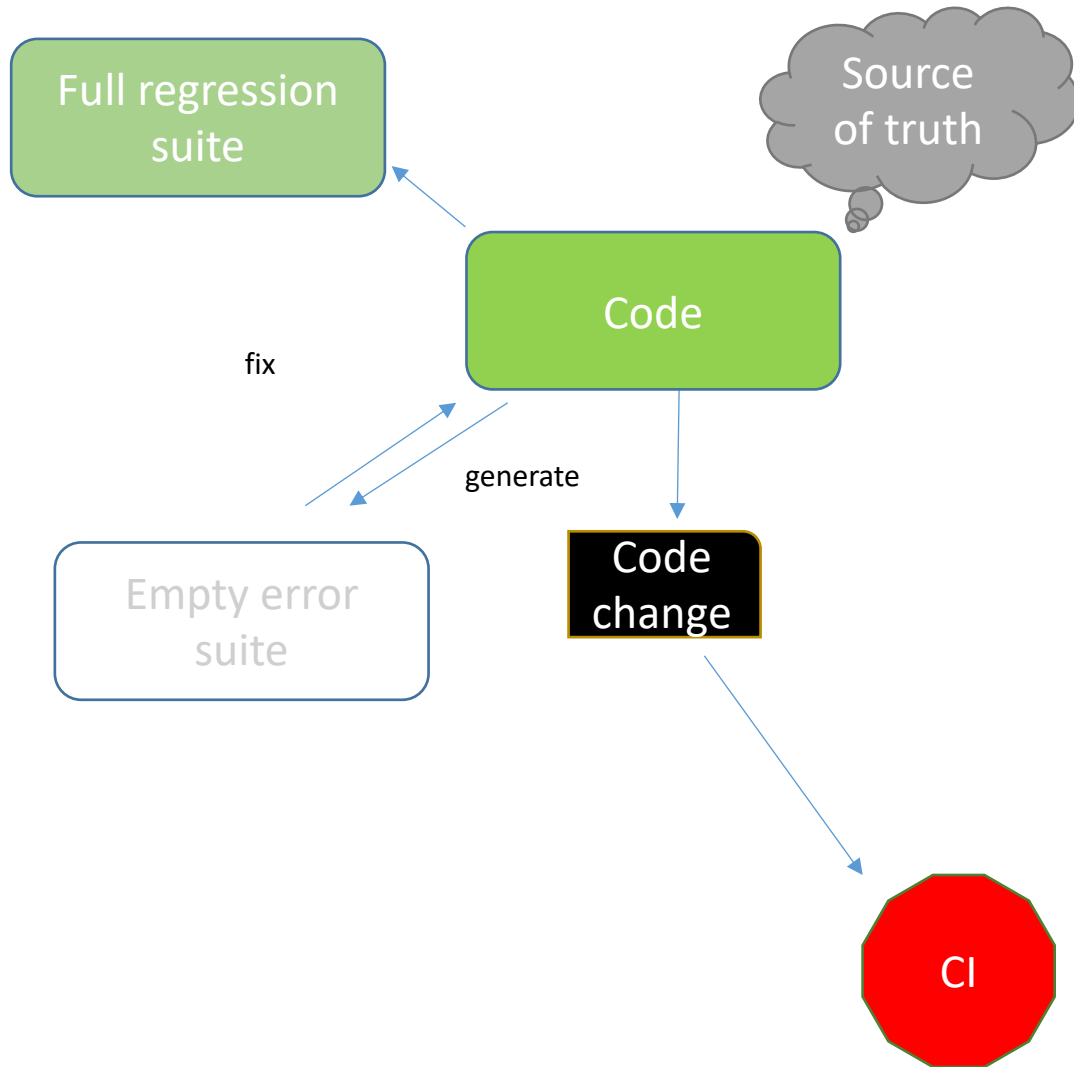 Full regression
suite
Source
of truth
Code
fix
generate
Empty error
suite
Code
change
CI